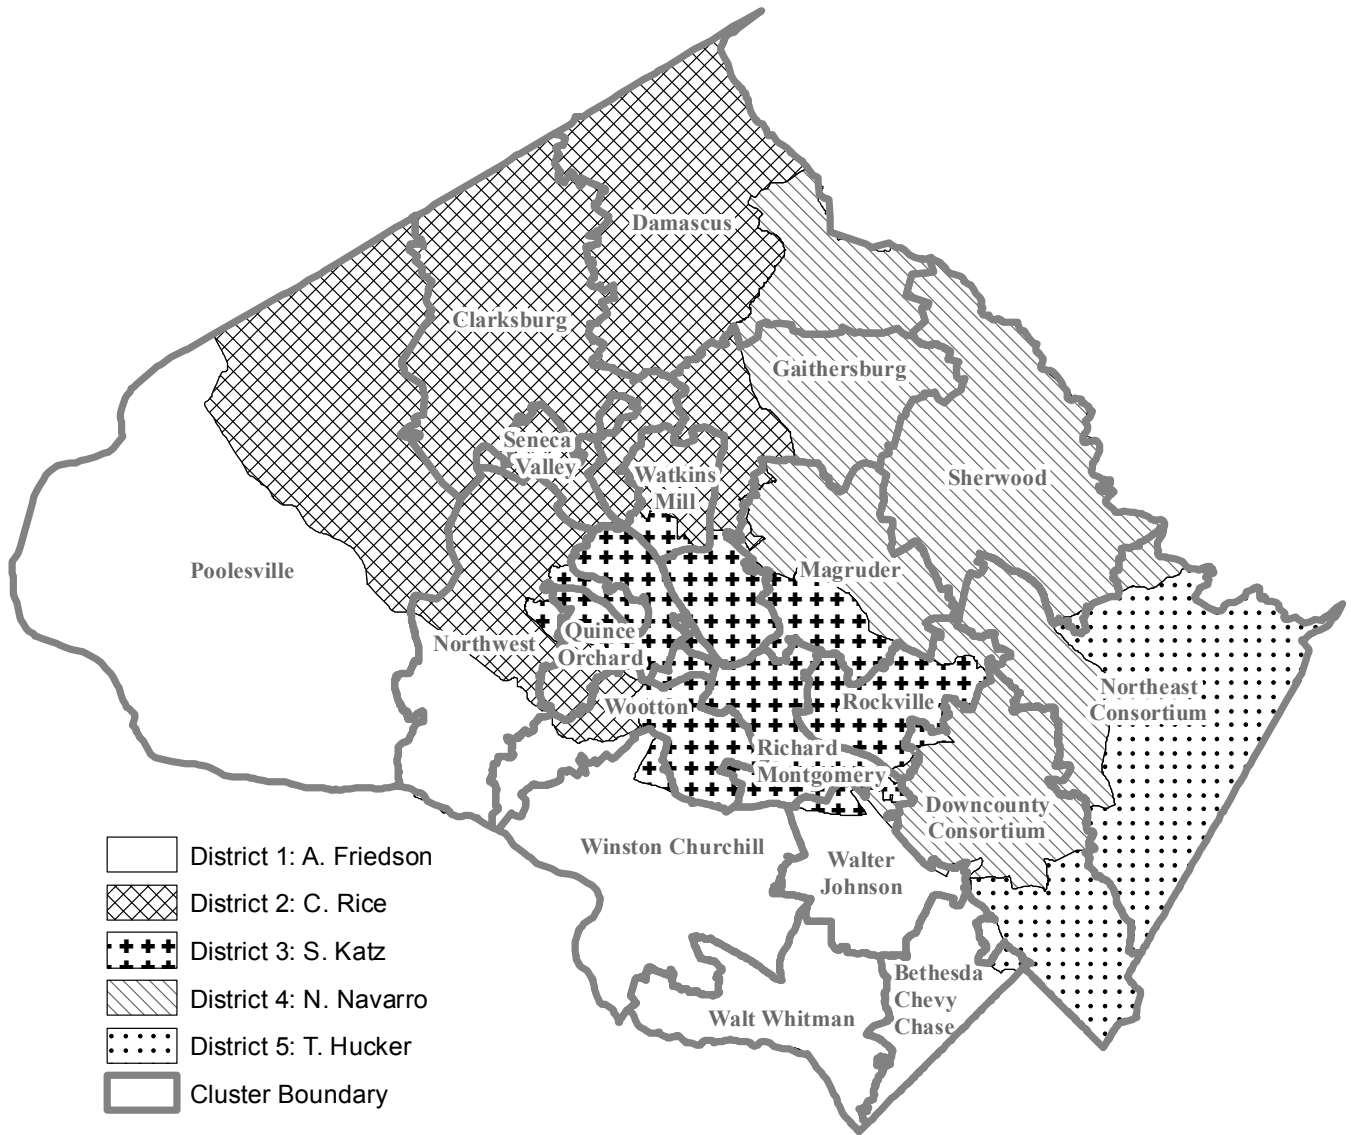 Damascus
Clarksburg
Gaithersburg
Seneca
Valley
Watkins
Mill
Sherwood
Poolesville
Magruder
Northwest
Quince
Orchard
Wootton
Rockville
Northeast
Consortium
Richard
Montgomery
Downcounty
Consortium
Winston Churchill
Walter
Johnson
Bethesda
Chevy
Chase
Walt Whitman
District 1: A. Friedson
District 2: C. Rice
District 3: S. Katz
District 4: N. Navarro
District 5: T. Hucker
Cluster Boundary